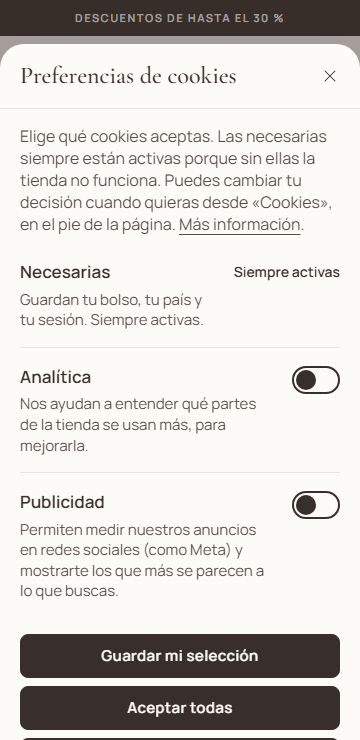 DESCUENTOS DE HASTA EL 30 %
Preferencias de cookies
Elige qué cookies aceptas. Las necesarias
siempre están activas porque sin ellas la
tienda no funciona. Puedes cambiar tu
decisión cuando quieras desde «Cookies»,
en el pie de la página. Más información.
Necesarias
Siempre activas
Guardan tu bolso, tu país y
tu sesión. Siempre activas.
Analítica
Nos ayudan a entender qué partes
de la tienda se usan más, para
mejorarla.
Publicidad
Permiten medir nuestros anuncios
en redes sociales (como Meta) y
mostrarte los que más se parecen a
lo que buscas.
Guardar mi selección
Aceptar todas